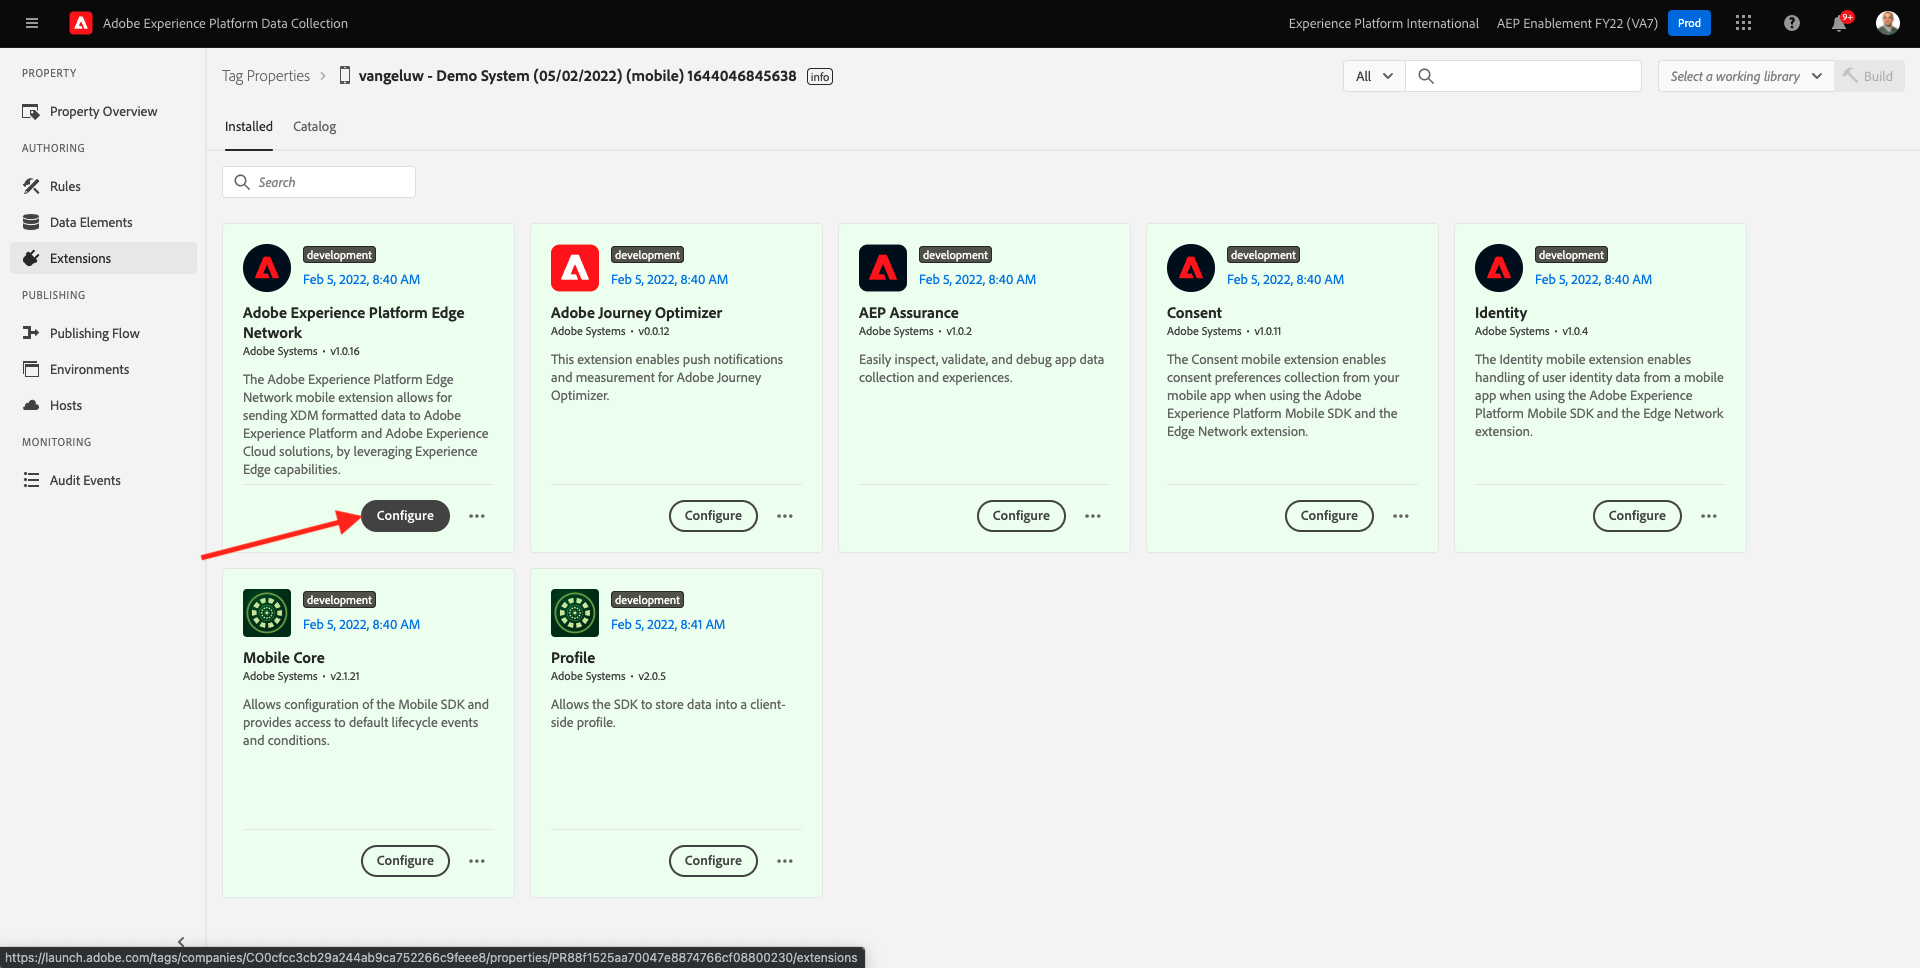 Adobe Experience Platform Data Collection
Experience Platform International
AEP Enablement FY22 (VA7)
Prod
9+
PROPERTY
Property Overview
AUTHORING
Rules
Data Elements
Extensions
PUBLISHING
Publishing Flow
Environments
Hosts
MONITORING
Audit Events
Tag Properties
vangeluw - Demo System (05/02/2022) (mobile) 1644046845638
info
All
Select a working library
Build
Installed
Catalog
Search
development
Feb 5, 2022, 8:40 AM
Adobe Experience Platform Edge
Network
Adobe Systems • v1.0.16
The Adobe Experience Platform Edge
Network mobile extension allows for
sending XDM formatted data to Adobe
Experience Platform and Adobe Experience
Cloud solutions, by leveraging Experience
Edge capabilities.
Configure
development
Feb 5, 2022, 8:40 AM
Adobe Journey Optimizer
Adobe Systems • v0.0.12
This extension enables push notifications
and measurement for Adobe Journey
Optimizer.
Configure
development
Feb 5, 2022, 8:40 AM
AEP Assurance
Adobe Systems • v1.0.2
Easily inspect, validate, and debug app data
collection and experiences.
Configure
development
Feb 5, 2022, 8:40 AM
Consent
Adobe Systems • v1.0.11
The Consent mobile extension enables
consent preferences collection from your
mobile app when using the Adobe
Experience Platform Mobile SDK and the
Edge Network extension.
Configure
development
Feb 5, 2022, 8:40 AM
Identity
Adobe Systems • v1.0.4
The Identity mobile extension enables
handling of user identity data from a mobile
app when using the Adobe Experience
Platform Mobile SDK and the Edge Network
extension.
Configure
development
Feb 5, 2022, 8:40 AM
Mobile Core
Adobe Systems • v2.1.21
Allows configuration of the Mobile SDK and
provides access to default lifecycle events
and conditions.
Configure
development
Feb 5, 2022, 8:41 AM
Profile
Adobe Systems • v2.0.5
Allows the SDK to store data into a client-
side profile.
Configure
https://launch.adobe.com/tags/companies/CO0cfcc3cb29a244ab9ca752266c9feee8/properties/PR88f1525aa70047e8874766cf08800230/extensions